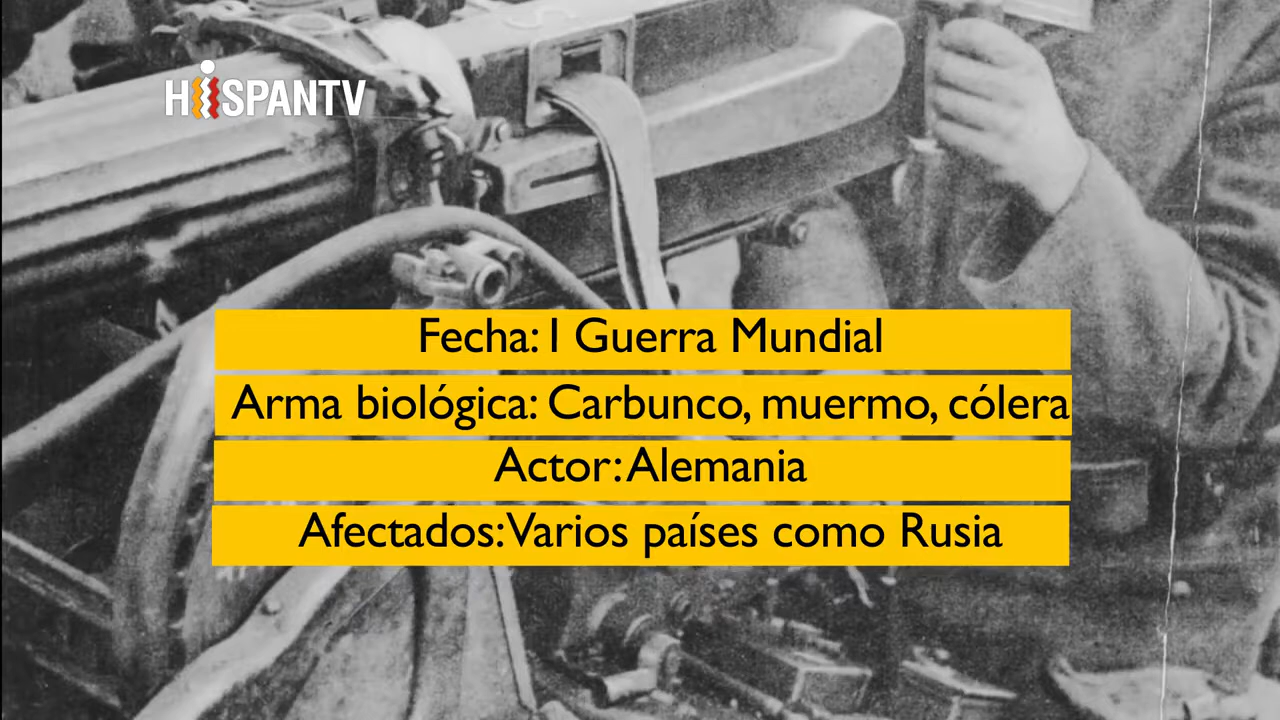 HISPANTV
Fecha: I Guerra Mundial
Arma biológica: Carbunco, muermo, cólera
Actor: Alemania
Afectados: Varios países como Rusia